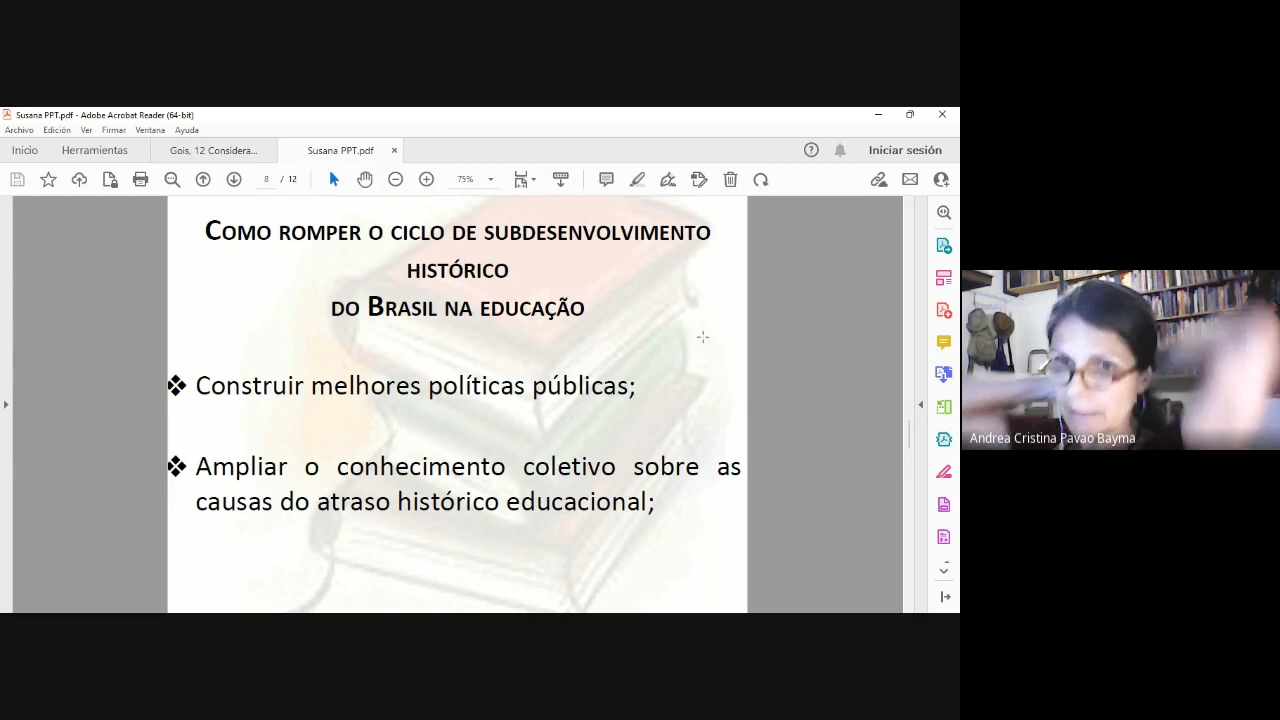 Susana PPT.pdf - Adobe Acrobat Reader (64-bit)
Archivo Edición Ver Firmar Ventana Ayuda
Inicio Herramientas Gois, 12 Considera... Susana PPT.pdf × Iniciar sesión
8 / 12 75%
COMO ROMPER O CICLO DE SUBDESENVOLVIMENTO
HISTÓRICO
DO BRASIL NA EDUCAÇÃO
❖ Construir melhores políticas públicas;
❖ Ampliar o conhecimento coletivo sobre as
causas do atraso histórico educacional;
Andrea Cristina Pavao Bayma